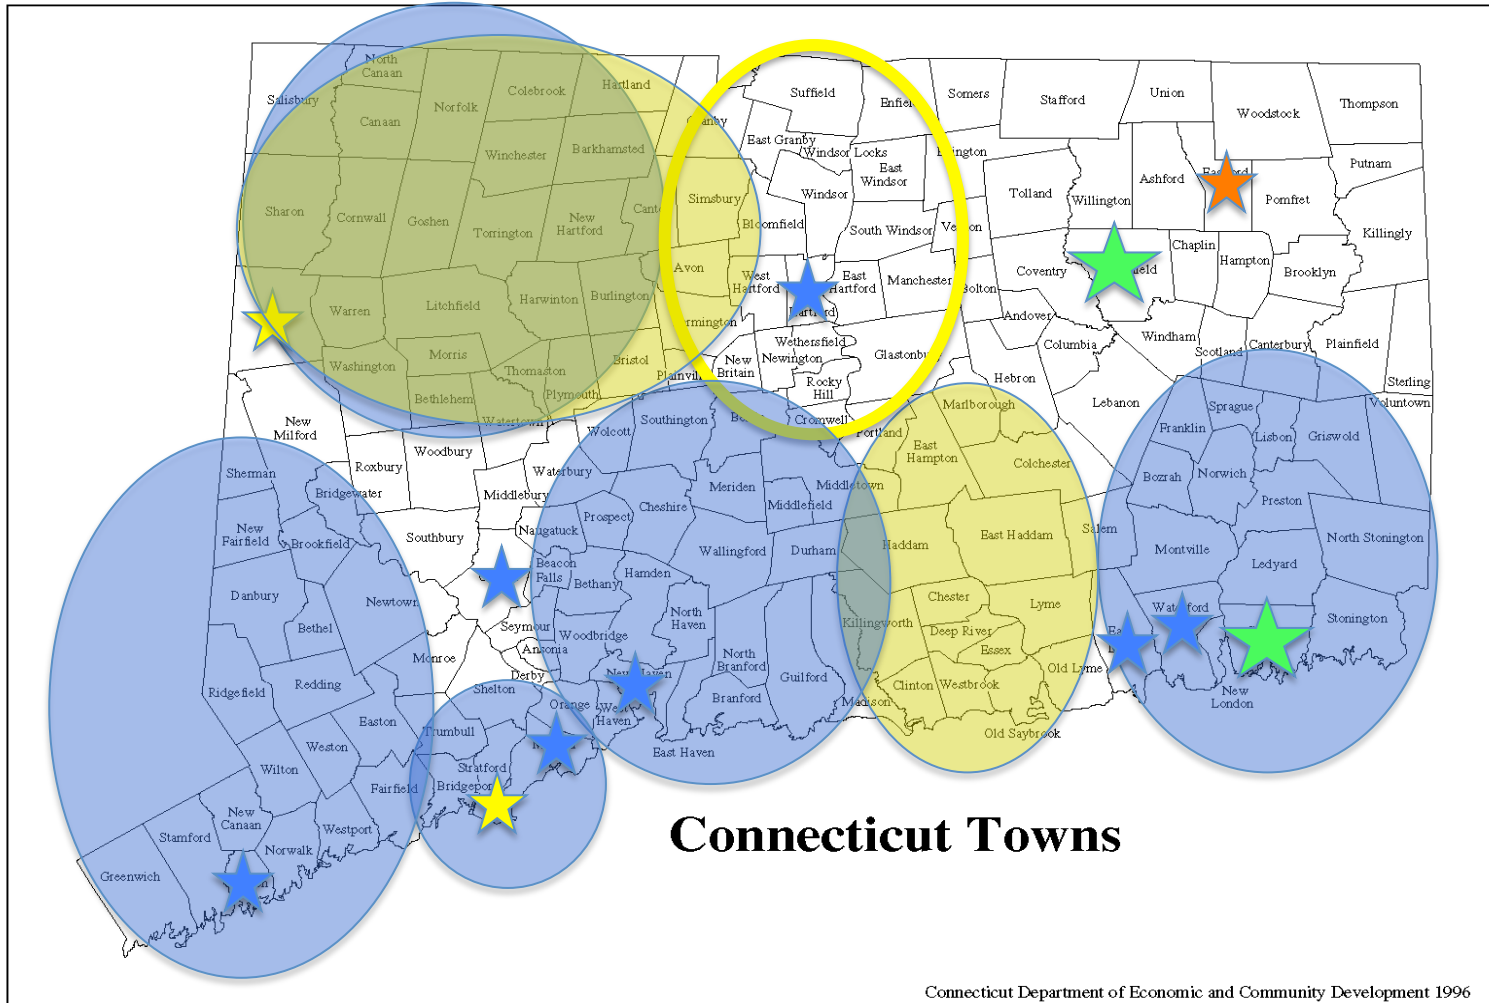 North
Canaan
Salisbury
Canaan
Norfolk
Colebrook
Hartland
Suffield
Enfield
Somers
Stafford
Union
Woodstock
Thompson
East Granby
Windsor Locks
East
Windsor
Winchester
Barkhamsted
Simsbury
Windsor
Bloomfield
South Windsor
Tolland
Willington
Ashford
Pomfret
Putnam
Killingly
Sharon
Cornwall
Goshen
Torrington
New
Hartford
Avon
West
Hartford
East
Hartford
Manchester
Coventry
Chaplin
Hampton
Brooklyn
Warren
Litchfield
Harwinton
Burlington
Andover
Columbia
Windham
Scotland
Canterbury
Plainfield
Sterling
Voluntown
Washington
Morris
Thomaston
Bristol
Bethlehem
Plymouth
Watertown
New
Britain
Wethersfield
Newington
Rocky
Hill
Glastonbury
Hebron
Lebanon
Marlborough
Cromwell
Portland
New
Milford
Roxbury
Woodbury
Wolcott
Southington
Waterbury
Middlebury
Meriden
Middletown
Middlefield
East
Hampton
Colchester
Franklin
Sprague
Lisbon
Griswold
Bozrah
Norwich
Preston
Sherman
Bridgewater
New
Fairfield
Brookfield
Southbury
Naugatuck
Prospect
Cheshire
Wallingford
Durham
Haddam
East Haddam
Salem
Montville
Ledyard
North Stonington
Danbury
Bethel
Newtown
Beacon
Falls
Bethany
Hamden
North
Haven
Seymour
Woodbridge
Ansonia
Derby
Monroe
Killingworth
Chester
Deep River
Essex
Lyme
Old Lyme
Waterford
Stonington
New
London
Ridgefield
Redding
Easton
Shelton
Orange
New Haven
West
Haven
East Haven
North
Branford
Branford
Guilford
Madison
Clinton
Westbrook
Old Saybrook
Weston
Wilton
Trumbull
Stratford
Bridgeport
Fairfield
New
Canaan
Norwalk
Westport
Stamford
Greenwich
Connecticut Towns
Connecticut Department of Economic and Community Development 1996